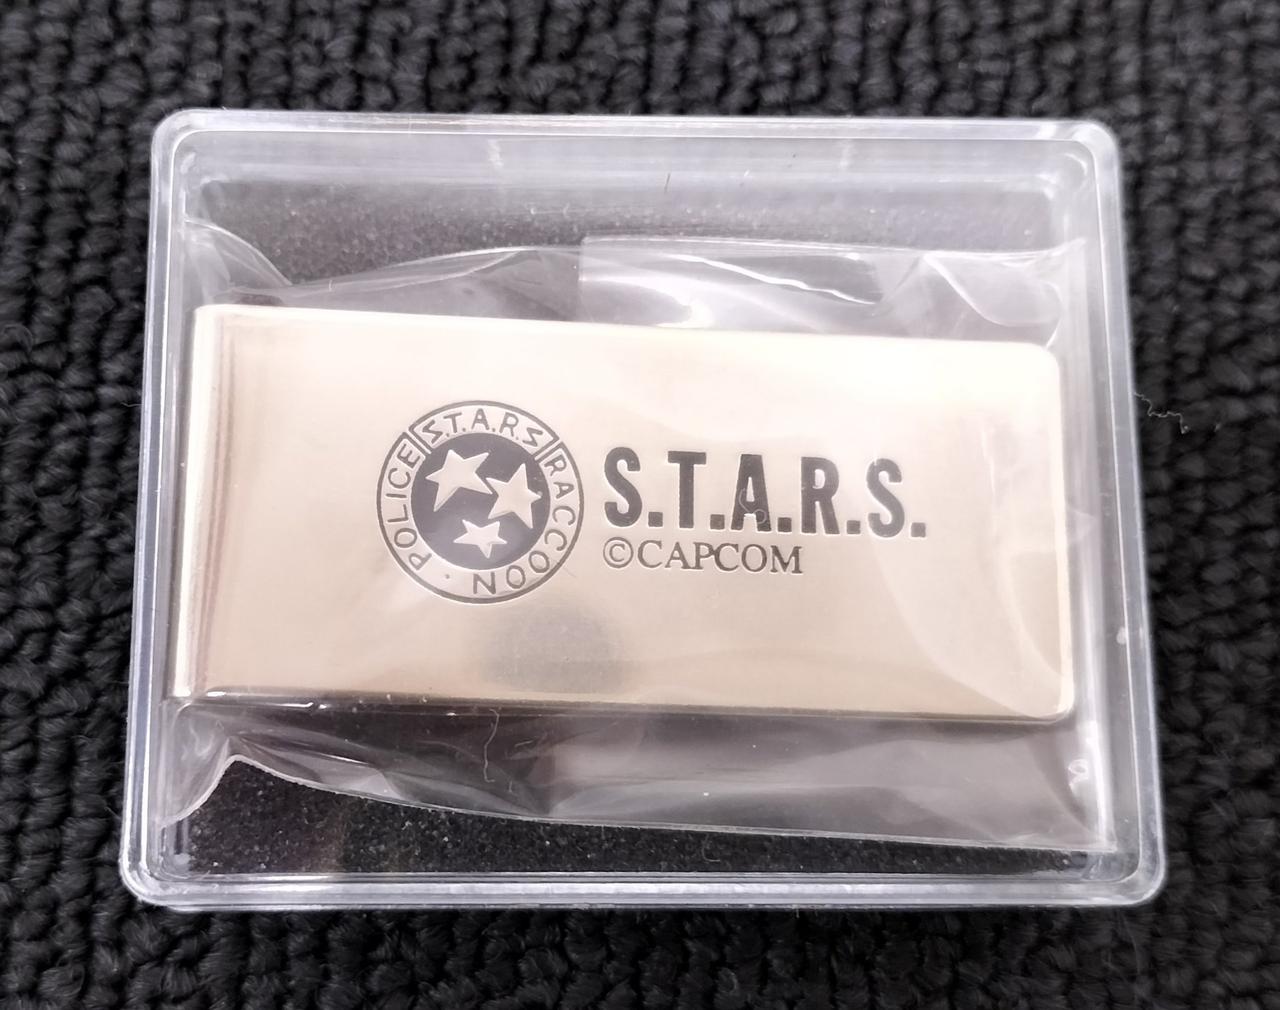 S.T.A.R.S
RACCOON · POLICE
S.T.A.R.S.
©CAPCOM